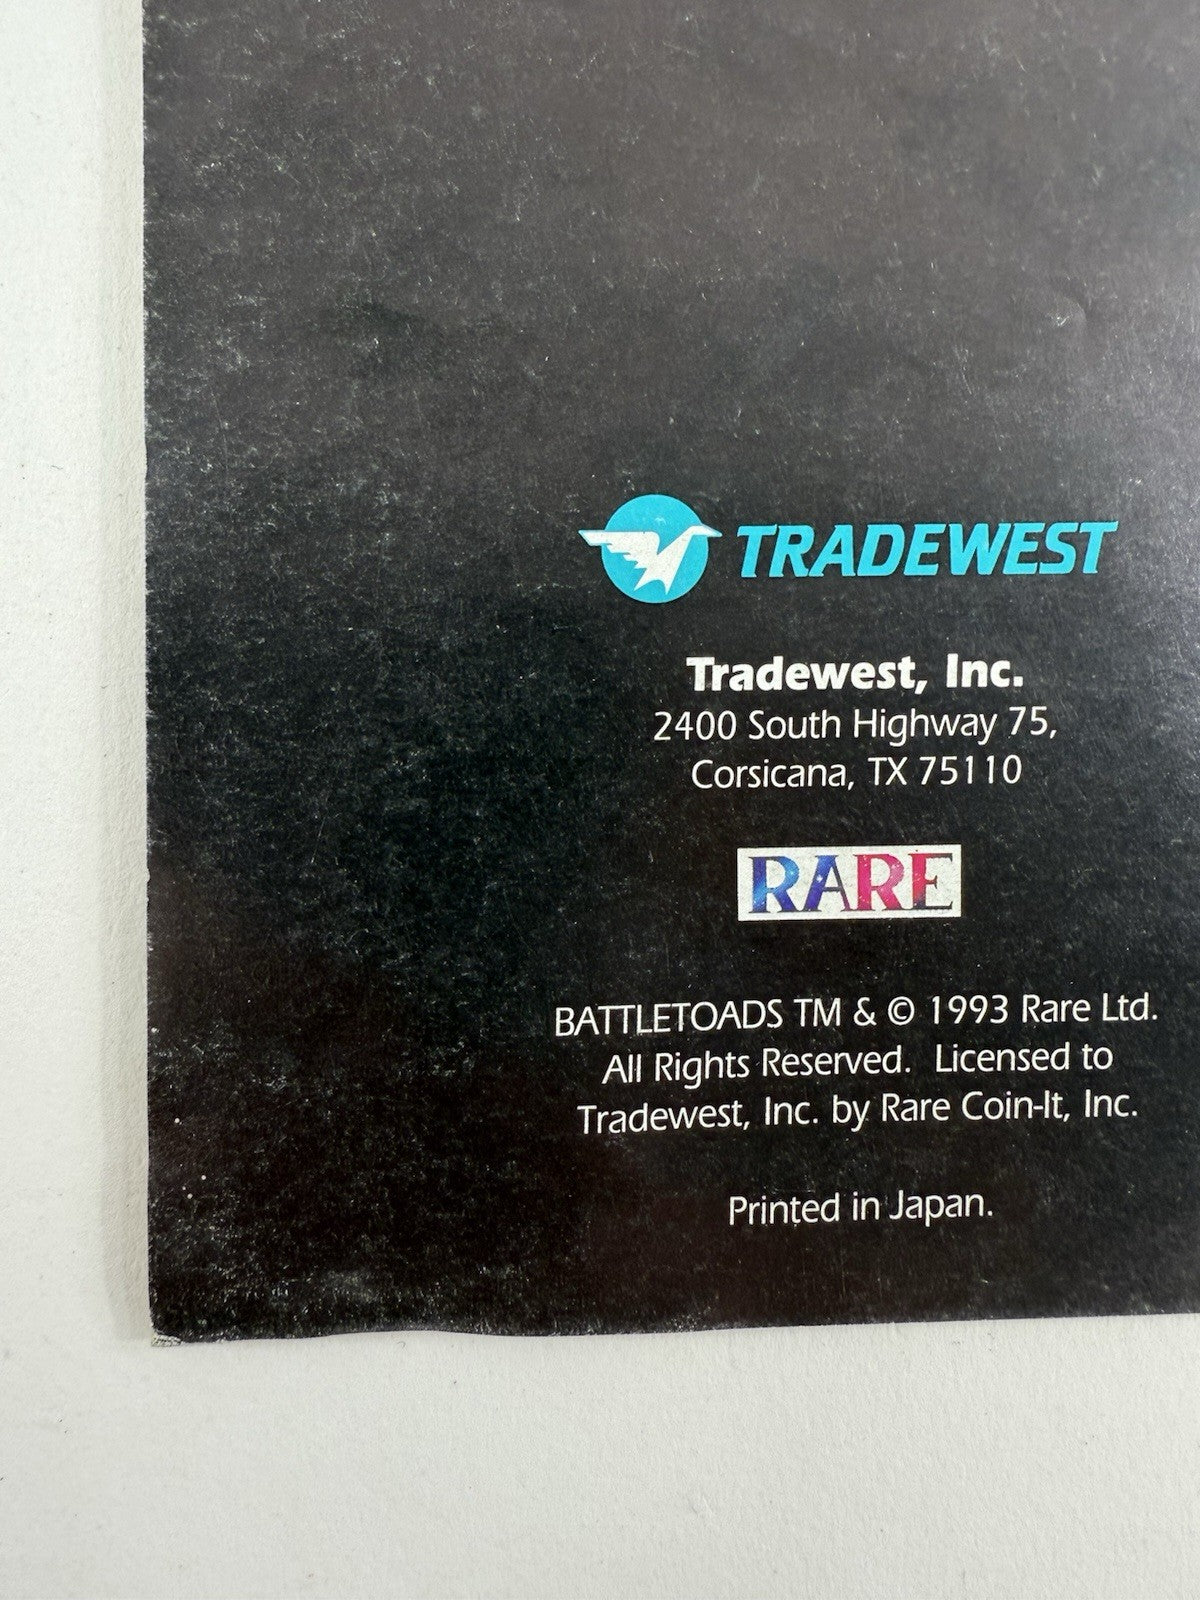 TRADEWEST
Tradewest, Inc.
2400 South Highway 75,
Corsicana, TX 75110
RARE
BATTLETOADS TM & © 1993 Rare Ltd.
All Rights Reserved. Licensed to
Tradewest, Inc. by Rare Coin-It, Inc.
Printed in Japan.